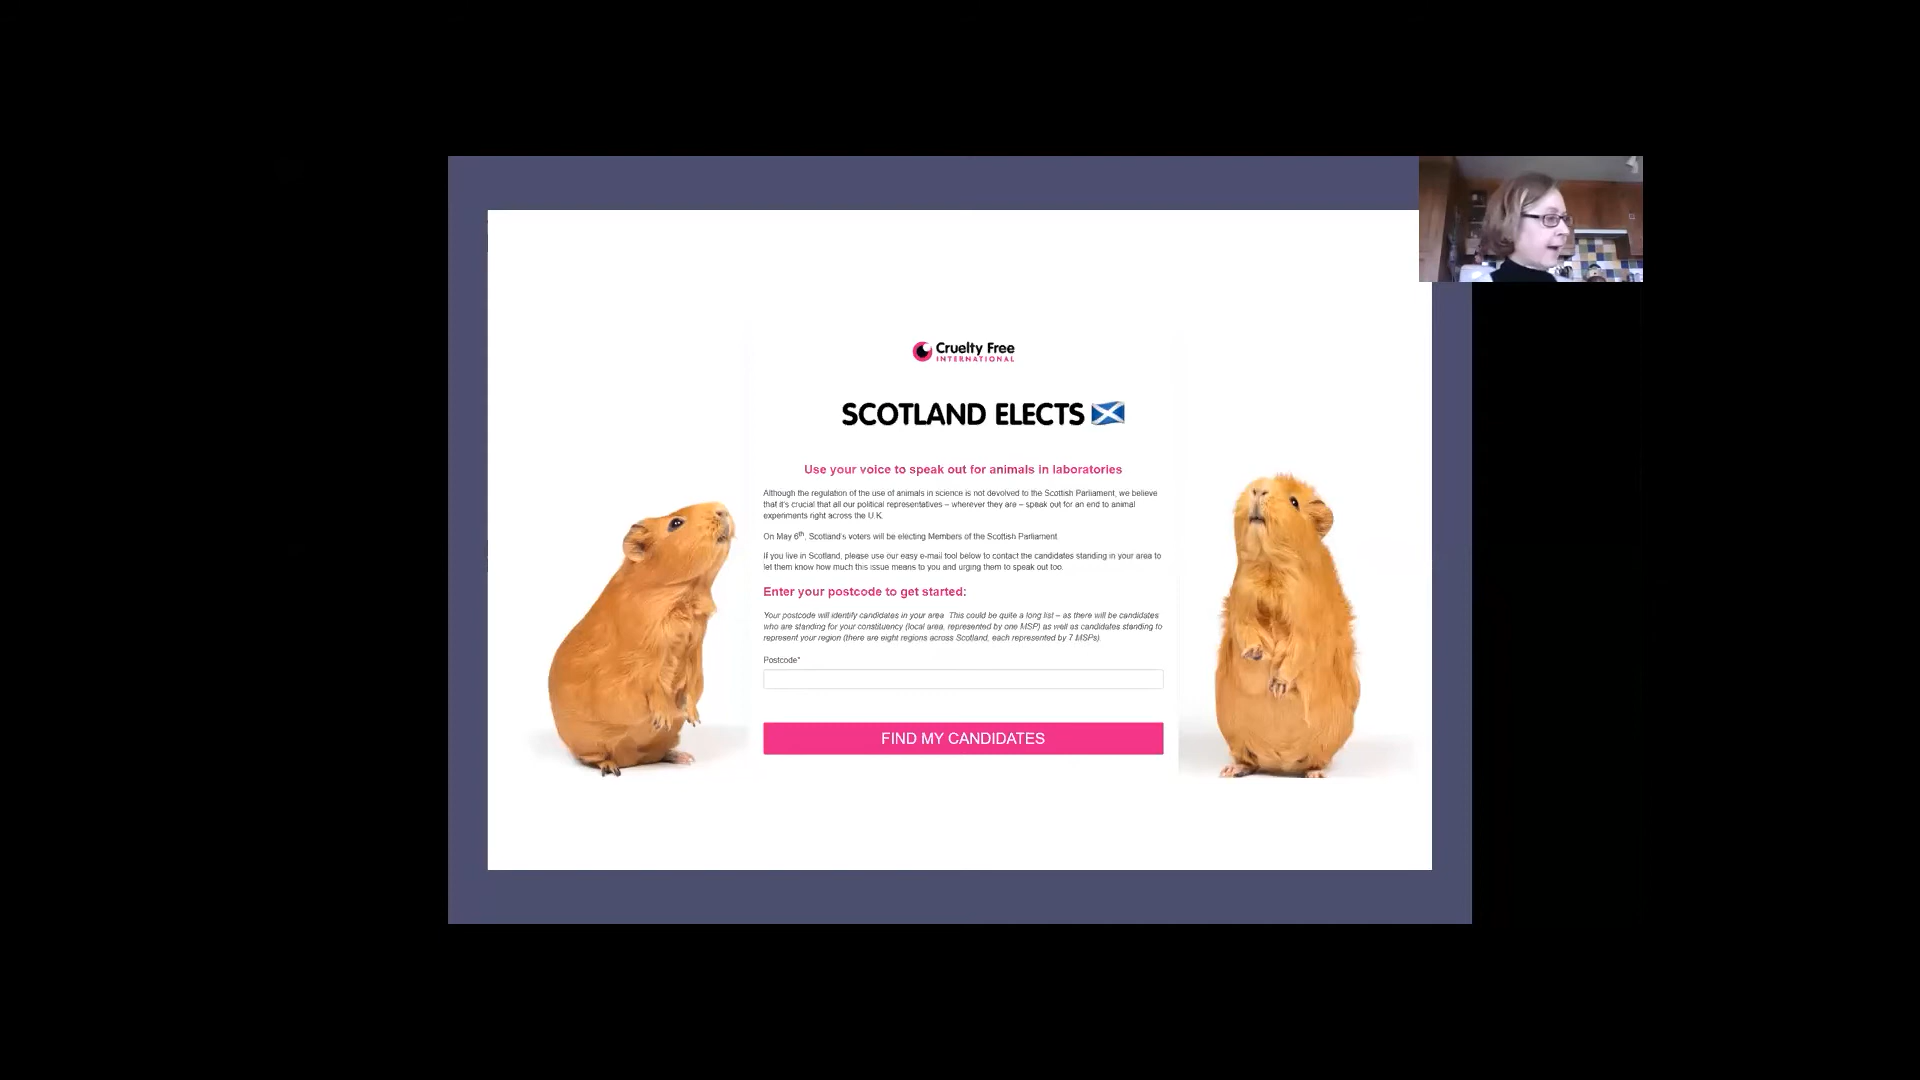 Cruelty Free
INTERNATIONAL
SCOTLAND ELECTS
Use your voice to speak out for animals in laboratories
Although the regulation of the use of animals in science is not devolved to the Scottish Parliament, we believe
that it's crucial that all our political representatives – wherever they are – speak out for an end to animal
experiments right across the U.K.
On May 6th, Scotland's voters will be electing Members of the Scottish Parliament
If you live in Scotland, please use our easy e-mail tool below to contact the candidates standing in your area to
let them know how much this issue means to you and urging them to speak out too.
Enter your postcode to get started:
Your postcode will identify candidates in your area. This could be quite a long list – as there will be candidates
who are standing for your constituency (local area, represented by one MSP) as well as candidates standing to
represent your region (there are eight regions across Scotland, each represented by 7 MSPs).
Postcode*
FIND MY CANDIDATES